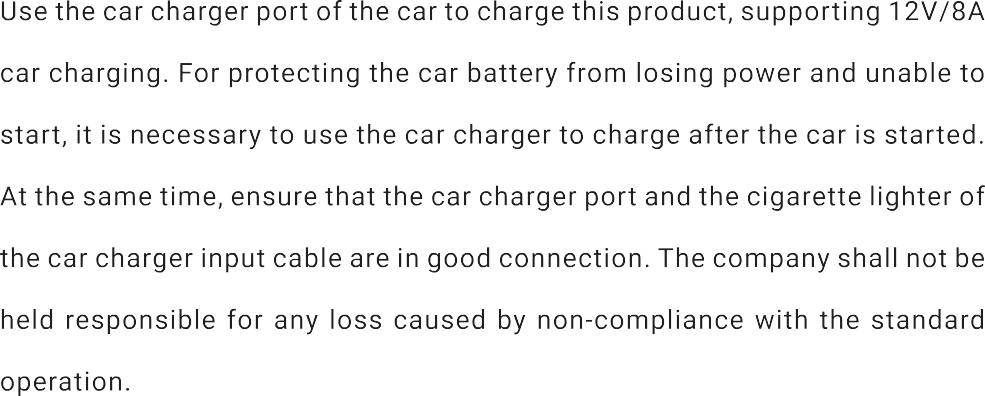 Use the car charger port of the car to charge this product, supporting 12V/8A
car charging. For protecting the car battery from losing power and unable to
start, it is necessary to use the car charger to charge after the car is started.
At the same time, ensure that the car charger port and the cigarette lighter of
the car charger input cable are in good connection. The company shall not be
held responsible for any loss caused by non-compliance with the standard
operation.